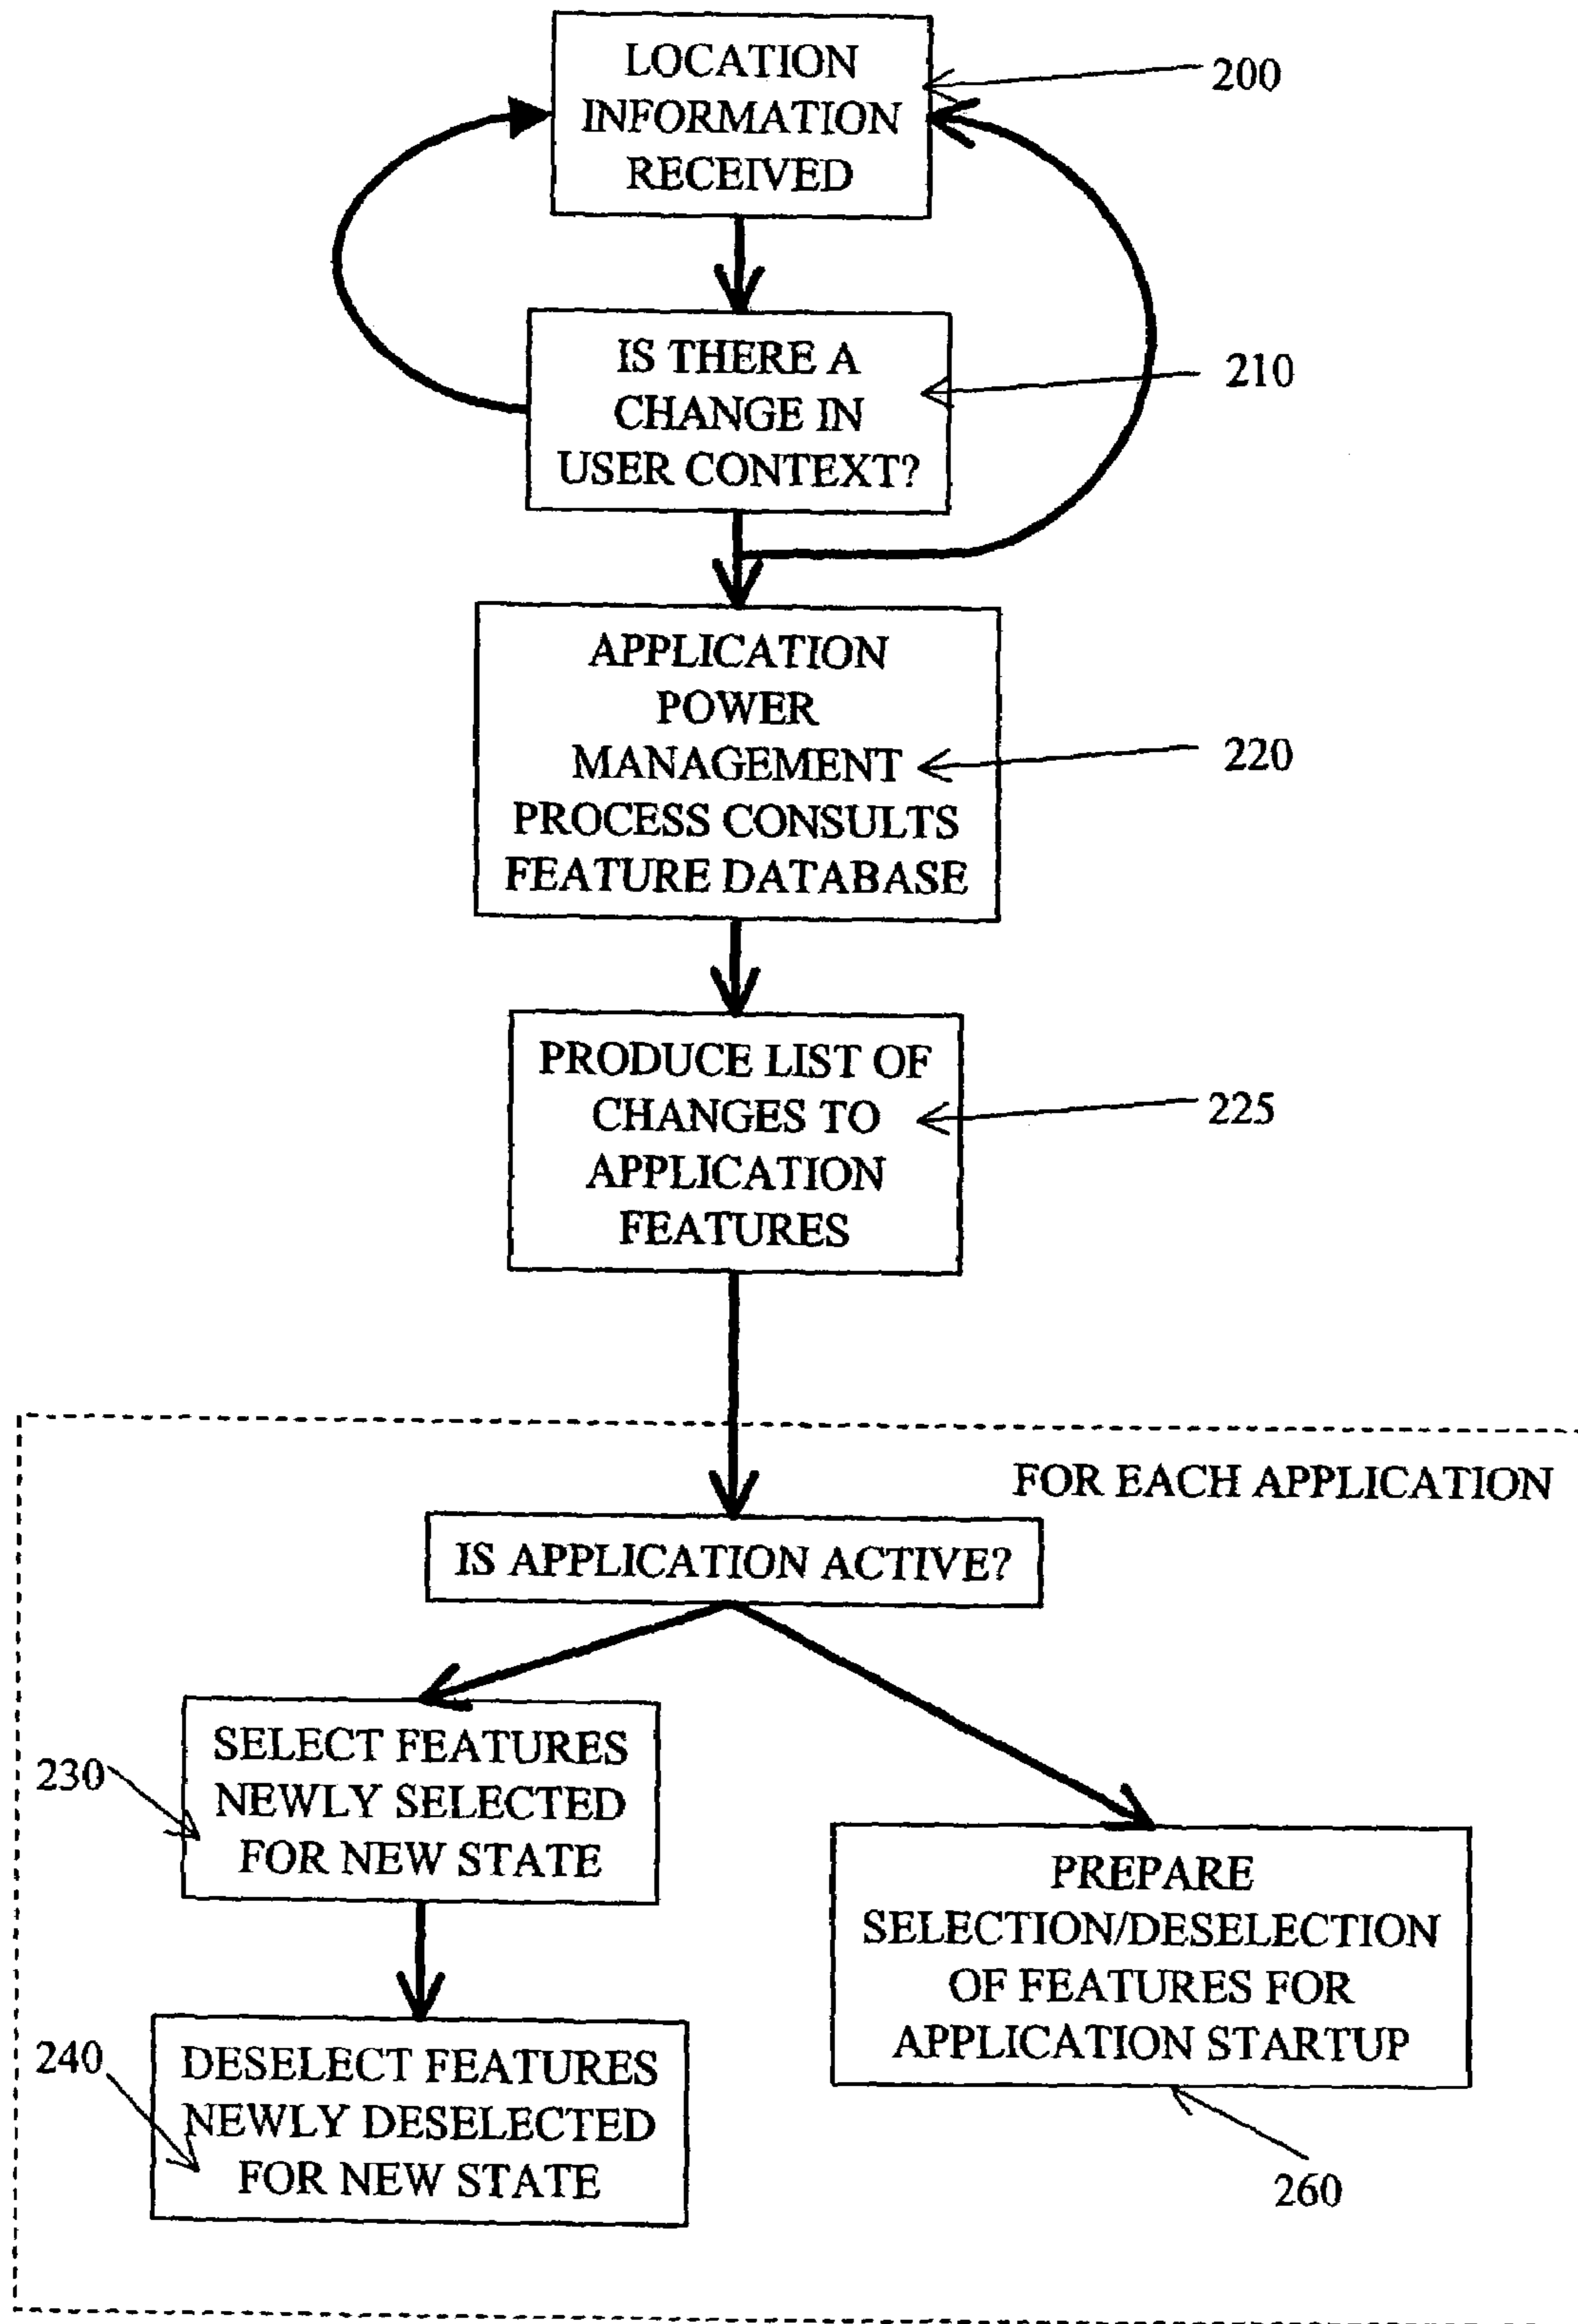 LOCATION
INFORMATION
RECEIVED
200
IS THERE A
CHANGE IN
USER CONTEXT?
210
APPLICATION
POWER
MANAGEMENT
PROCESS CONSULTS
FEATURE DATABASE
220
PRODUCE LIST OF
CHANGES TO
APPLICATION
FEATURES
225
FOR EACH APPLICATION
IS APPLICATION ACTIVE?
230
SELECT FEATURES
NEWLY SELECTED
FOR NEW STATE
PREPARE
SELECTION/DESELECTION
OF FEATURES FOR
APPLICATION STARTUP
240
DESELECT FEATURES
NEWLY DESELECTED
FOR NEW STATE
260